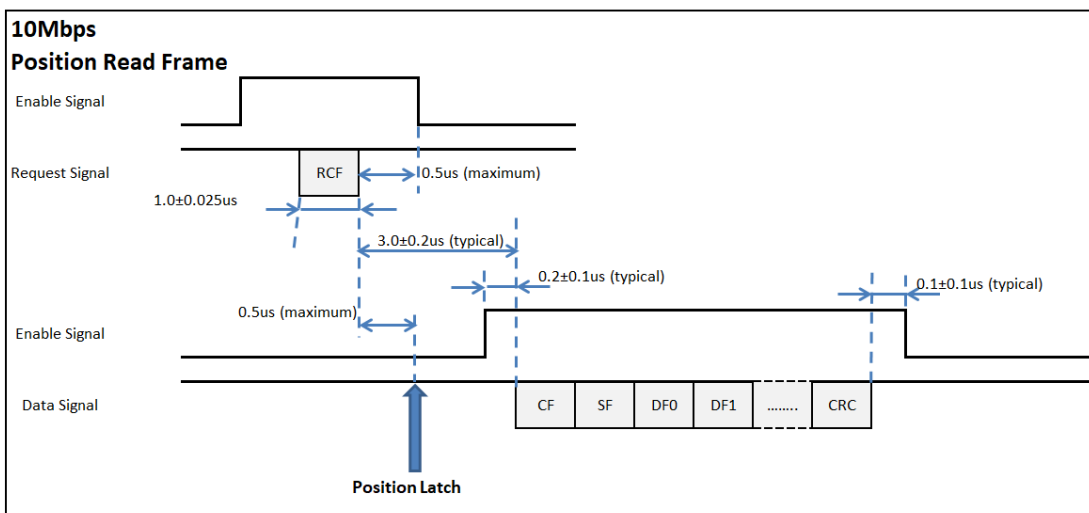 10Mbps
Position Read Frame
Enable Signal
Request Signal
RCF
0.5us (maximum)
1.0±0.025us
3.0±0.2us (typical)
0.2±0.1us (typical)
0.1±0.1us (typical)
0.5us (maximum)
Enable Signal
Data Signal
CF SF DF0 DF1 …….. CRC
Position Latch